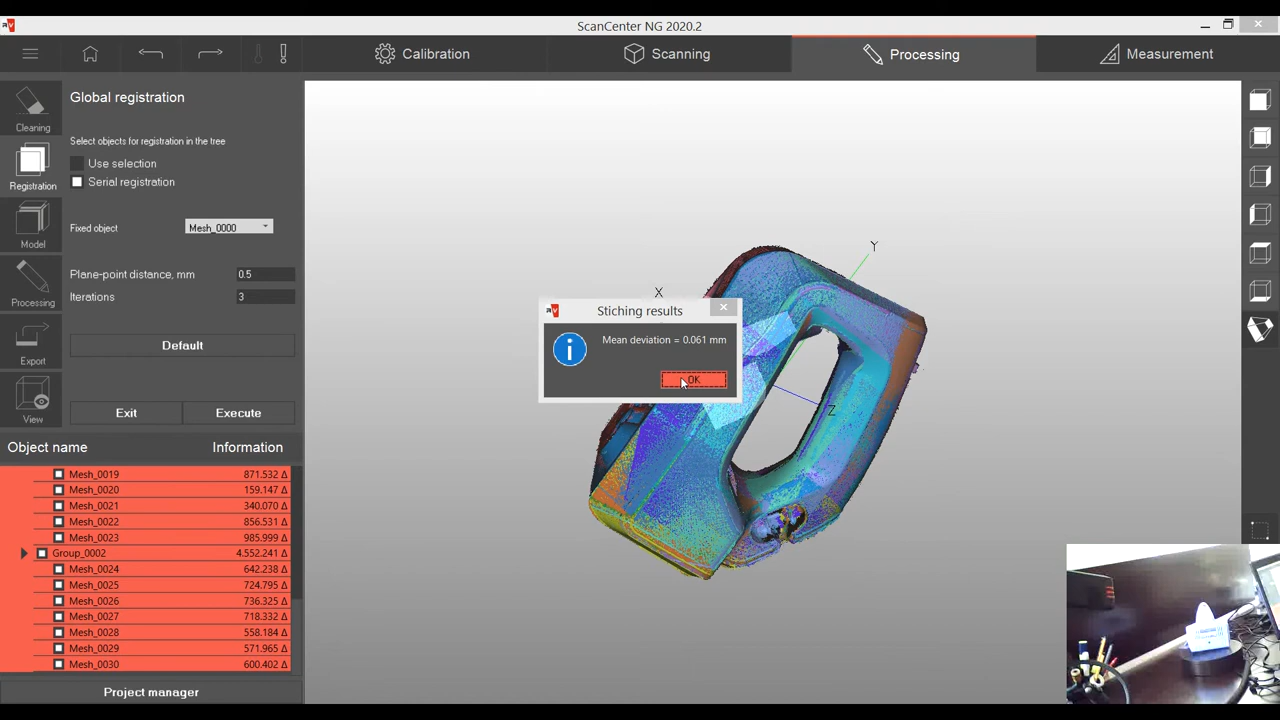 ScanCenter NG 2020.2
Calibration
Scanning
Processing
Measurement
Cleaning
Registration
Model
Processing
Export
View
Global registration
Select objects for registration in the tree
Use selection
Serial registration
Fixed object Mesh_0000
Plane-point distance, mm 0.5
Iterations 3
Default
Exit Execute
Object name Information
Mesh_0019 871.532 Δ
Mesh_0020 159.147 Δ
Mesh_0021 340.070 Δ
Mesh_0022 856.531 Δ
Mesh_0023 985.999 Δ
Group_0002 4.552.241 Δ
Mesh_0024 642.238 Δ
Mesh_0025 724.795 Δ
Mesh_0026 736.325 Δ
Mesh_0027 718.332 Δ
Mesh_0028 558.184 Δ
Mesh_0029 571.965 Δ
Mesh_0030 600.402 Δ
Project manager
Y
X
Z
Stiching results
Mean deviation = 0.061 mm
OK